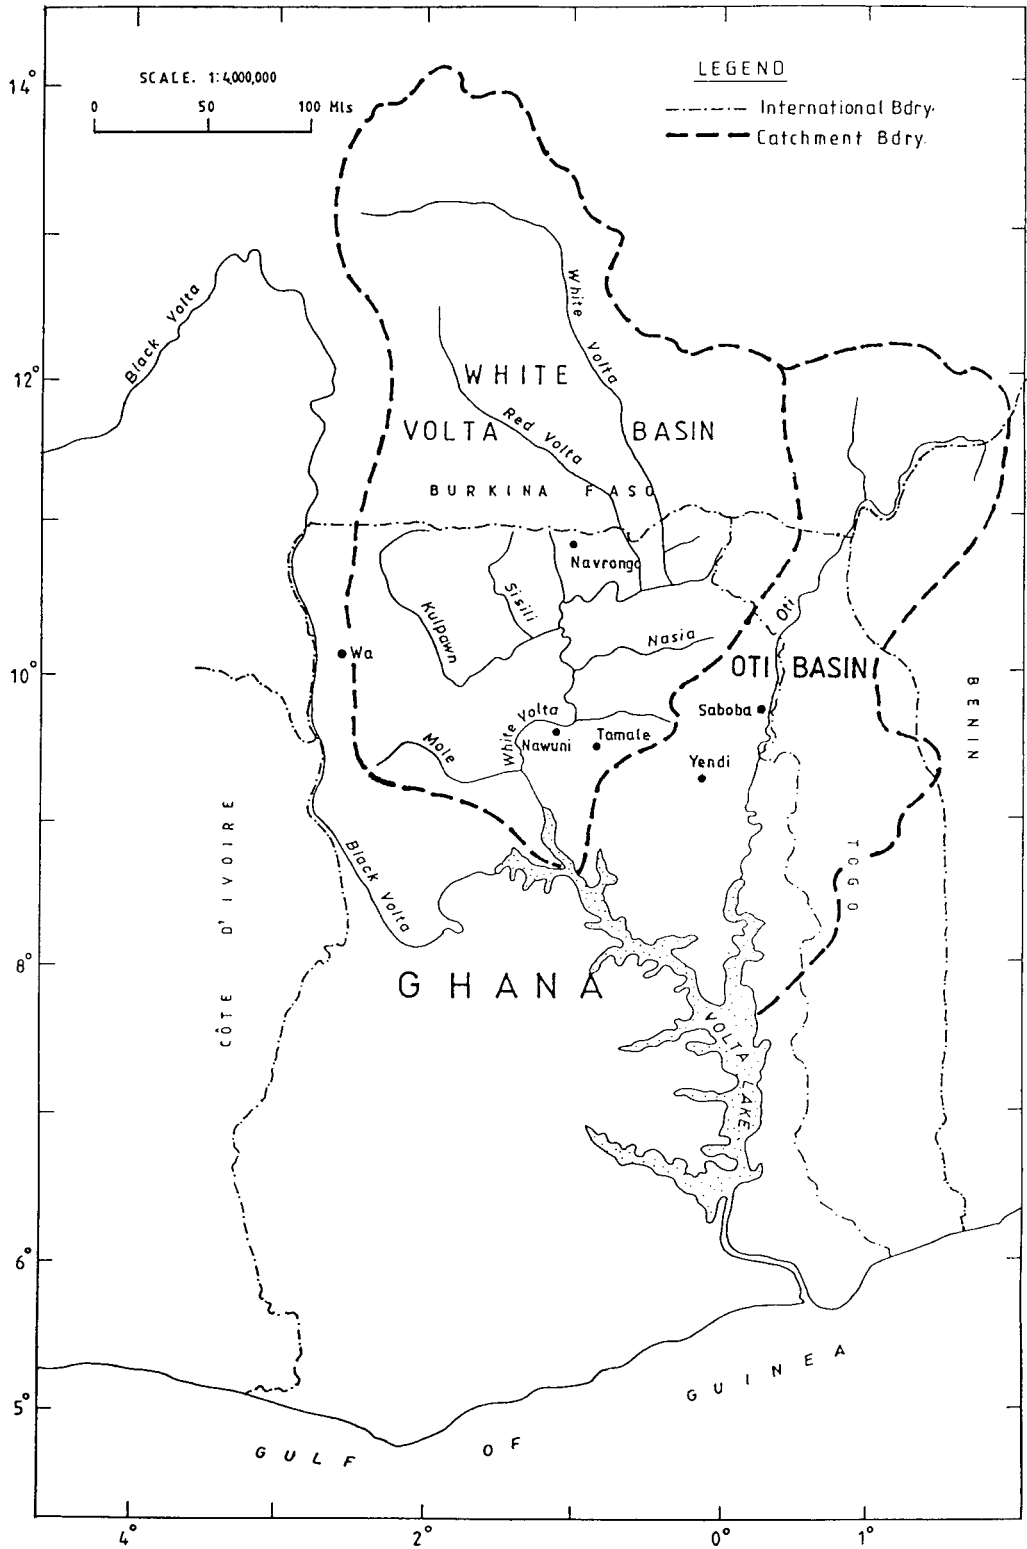 14°
SCALE. 1:4,000,000
0 50 100 Mls
LEGEND
International Bdry.
Catchment Bdry.
Black Volta
White Volta
12°
WHITE
VOLTA BASIN
Red Volta
BURKINA FASO
Navrongo
Sisili
Kulpawn
Oti
Nasia
Wa
10°
OTI BASIN
BENIN
Saboba
White Volta
Nawuni
Tamale
Mole
Yendi
CÔTE D'IVOIRE
Black Volta
TOGO
8°
GHANA
VOLTA LAKE
6°
5°
GULF OF GUINEA
4° 2° 0° 1°